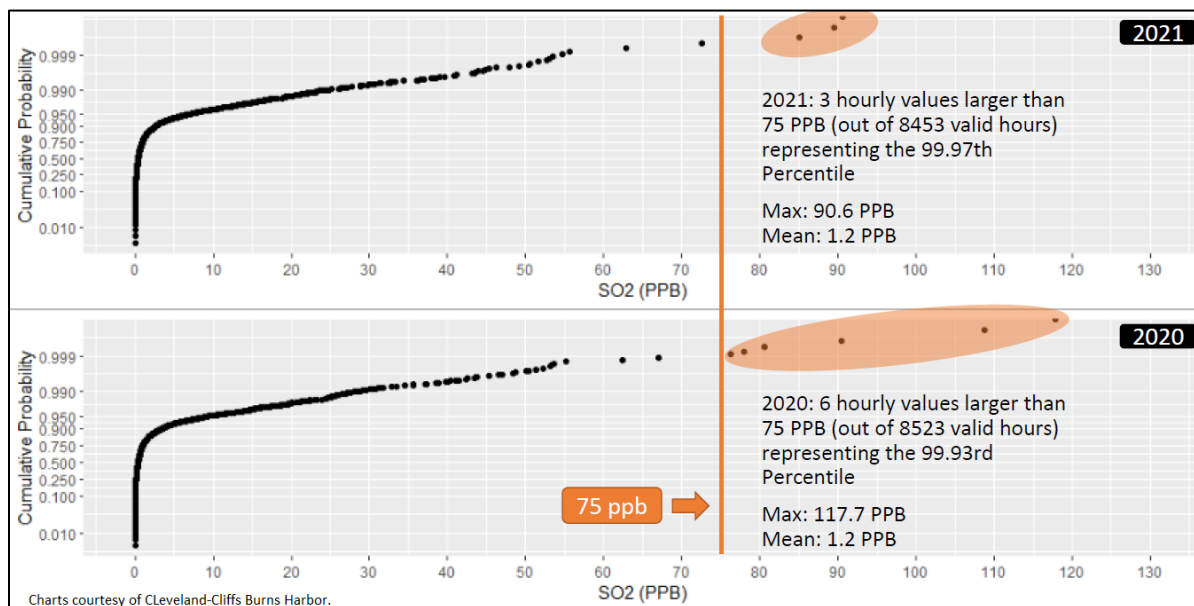 2021
Cumulative Probability
0.999
0.990
0.950
0.900
0.750
0.500
0.250
0.100
0.010
2021: 3 hourly values larger than
75 PPB (out of 8453 valid hours)
representing the 99.97th
Percentile
Max: 90.6 PPB
Mean: 1.2 PPB
0 10 20 30 40 50 60 70 80 90 100 110 120 130
SO2 (PPB)
2020
Cumulative Probability
0.999
0.990
0.950
0.900
0.750
0.500
0.250
0.100
0.010
2020: 6 hourly values larger than
75 PPB (out of 8523 valid hours)
representing the 99.93rd
Percentile
75 ppb
Max: 117.7 PPB
Mean: 1.2 PPB
0 10 20 30 40 50 60 70 80 90 100 110 120 130
SO2 (PPB)
Charts courtesy of CLeveland-Cliffs Burns Harbor.